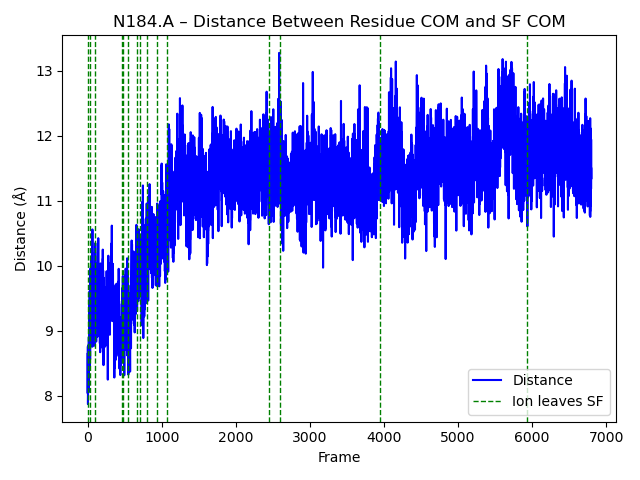 N184.A – Distance Between Residue COM and SF COM
Distance (Å)
13
12
11
10
9
8
0 1000 2000 3000 4000 5000 6000 7000
Frame
Distance
Ion leaves SF